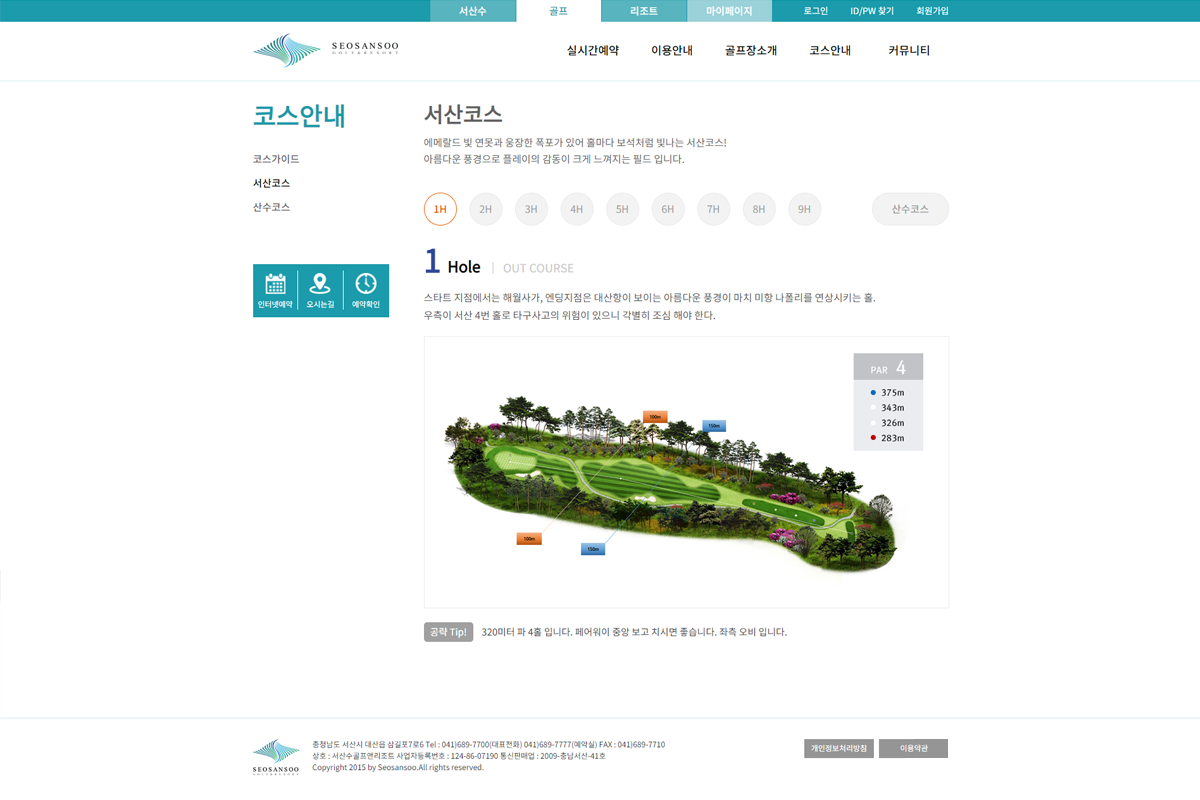 서산수 골프 리조트 마이페이지 로그인 ID/PW 찾기 회원가입
SEOSANSOO
GOLF&RESORT
실시간예약 이용안내 골프장소개 코스안내 커뮤니티
코스안내
코스가이드
서산코스
산수코스
인터넷예약 오시는길 예약확인
서산코스
에메랄드 빛 연못과 웅장한 폭포가 있어 홀마다 보석처럼 빛나는 서산코스!
아름다운 풍경으로 플레이의 감동이 크게 느껴지는 필드 입니다.
1H 2H 3H 4H 5H 6H 7H 8H 9H 산수코스
1 Hole | OUT COURSE
스타트 지점에서는 해월사가, 엔딩지점은 대산항이 보이는 아름다운 풍경이 마치 미항 나폴리를 연상시키는 홀.
우측이 서산 4번 홀로 타구사고의 위험이 있으니 각별히 조심 해야 한다.
PAR 4
375m
343m
326m
283m
100m
150m
100m
150m
공략 Tip! 320미터 파 4홀 입니다. 페어웨이 중앙 보고 치시면 좋습니다. 좌측 오비 입니다.
SEOSANSOO
GOLF&RESORT
충청남도 서산시 대산읍 삼길포7로6 Tel : 041)689-7700(대표전화) 041)689-7777(예약실) FAX : 041)689-7710
상호 : 서산수골프앤리조트 사업자등록번호 : 124-86-07190 통신판매업 : 2009-충남서산-41호
Copyright 2015 by Seosansoo.All rights reserved.
개인정보처리방침 이용약관